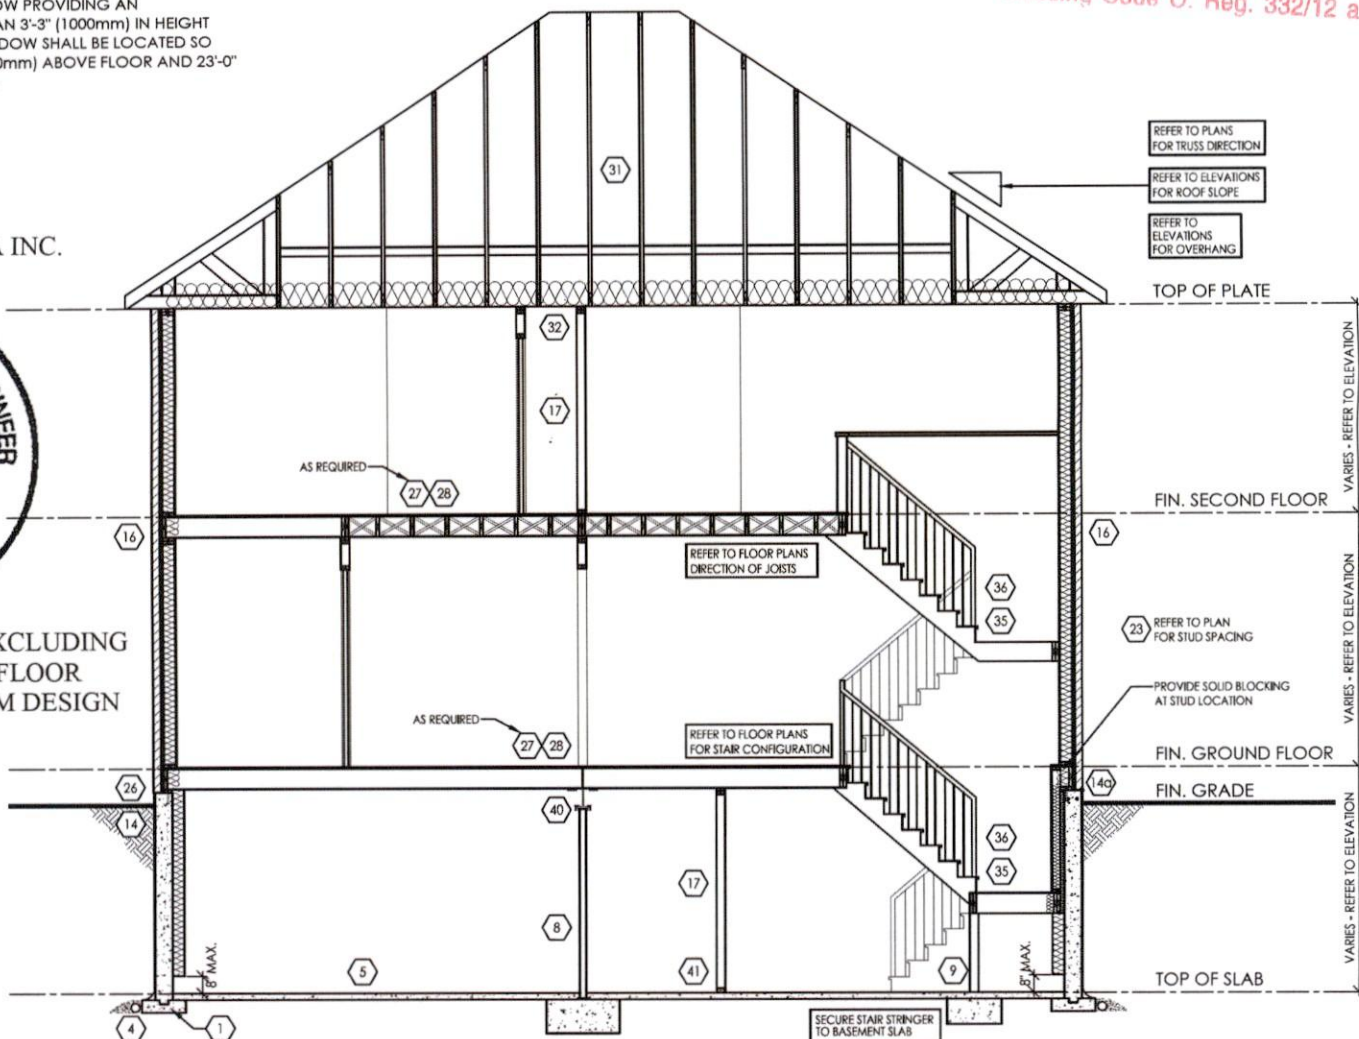 OW PROVIDING AN
AN 3'-3" (1000mm) IN HEIGHT
DOW SHALL BE LOCATED SO
0mm) ABOVE FLOOR AND 23'-0"
Reg. 332/12 a
A INC.
XCLUDING
FLOOR
M DESIGN
31
REFER TO PLANS
FOR TRUSS DIRECTION
REFER TO ELEVATIONS
FOR ROOF SLOPE
REFER TO
ELEVATIONS
FOR OVERHANG
TOP OF PLATE
32
17
AS REQUIRED
27 28
VARIES - REFER TO ELEVATION
FIN. SECOND FLOOR
16
16
REFER TO FLOOR PLANS
DIRECTION OF JOISTS
36
35
23 REFER TO PLAN
FOR STUD SPACING
VARIES - REFER TO ELEVATION
PROVIDE SOLID BLOCKING
AT STUD LOCATION
AS REQUIRED
27 28
REFER TO FLOOR PLANS
FOR STAIR CONFIGURATION
FIN. GROUND FLOOR
26
14a
FIN. GRADE
14
40
36
35
17
8
VARIES - REFER TO ELEVATION
8" MAX.
5
41
9
8" MAX.
TOP OF SLAB
4
1
SECURE STAIR STRINGER
TO BASEMENT SLAB